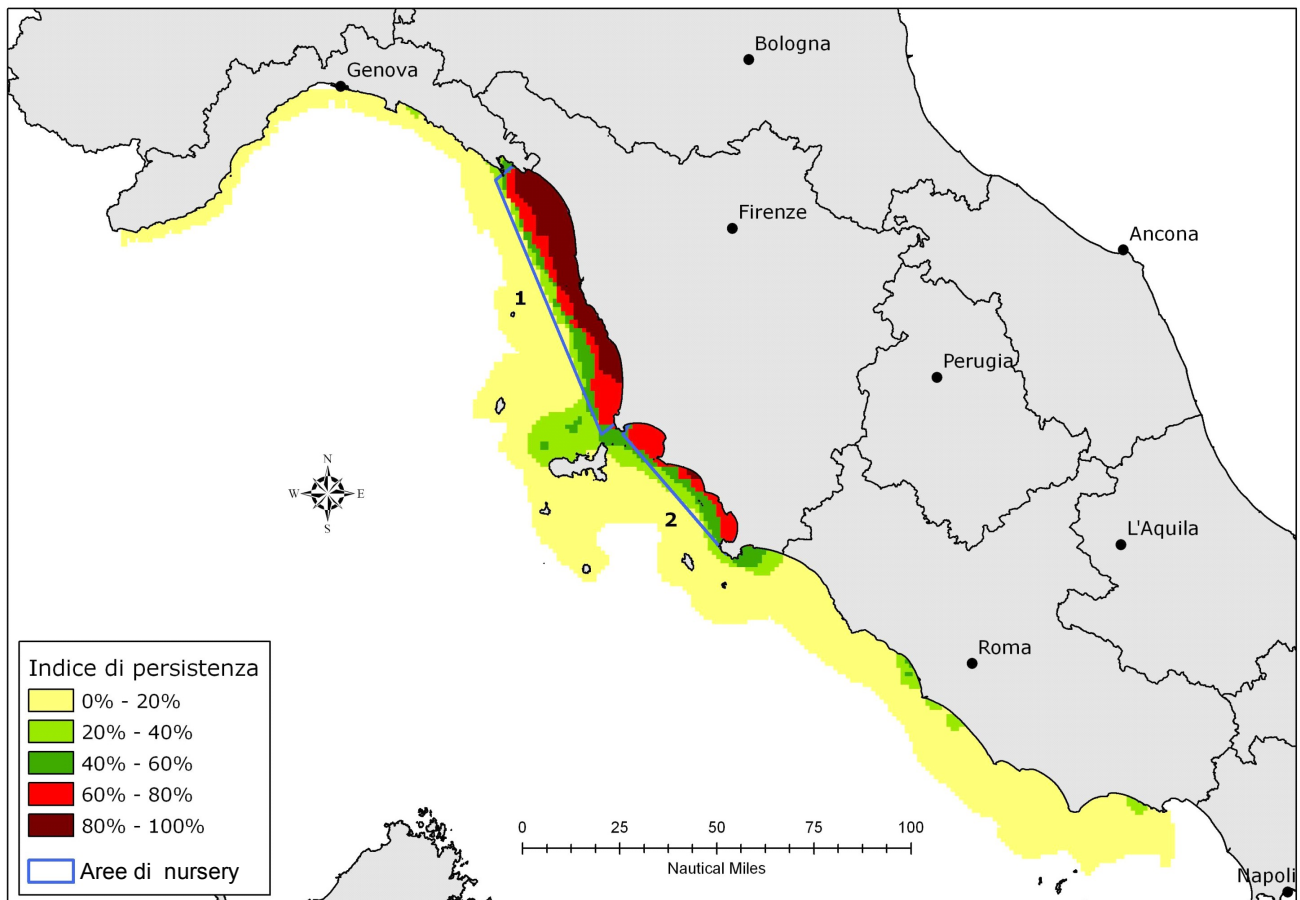 Bologna
Genova
Firenze
Ancona
1
Perugia
N
W E
S
2
L'Aquila
Roma
Indice di persistenza
0% - 20%
20% - 40%
40% - 60%
60% - 80%
80% - 100%
Aree di nursery
0 25 50 75 100
Nautical Miles
Napoli